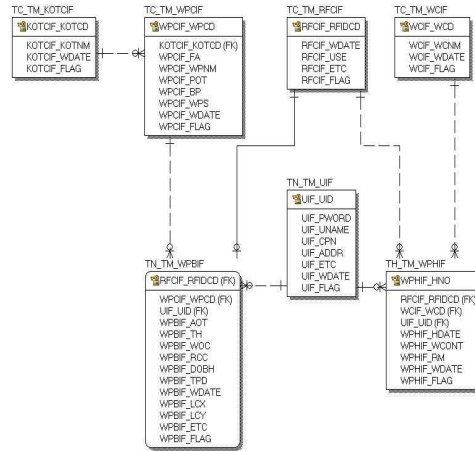 TC_TM_KOTCIF
KOTCIF_KOTCD
KOTCIF_KOTNM
KOTCIF_WDATE
KOTCIF_FLAG
TC_TM_WPCIF
WPCIF_WPCD
KOTCIF_KOTCD (FK)
WPCIF_FA
WPCIF_WPNM
WPCIF_POT
WPCIF_BP
WPCIF_WPS
WPCIF_WDATE
WPCIF_FLAG
TC_TM_RFCIF
RFCIF_RFIDCD
RFCIF_WDATE
RFCIF_USE
RFCIF_ETC
RFCIF_FLAG
TC_TM_WCIF
WCIF_WCD
WCIF_WCNM
WCIF_WDATE
WCIF_FLAG
TN_TM_UIF
UIF_UID
UIF_PWORD
UIF_UNAME
UIF_CPN
UIF_ADDR
UIF_ETC
UIF_WDATE
UIF_FLAG
TN_TM_WPBIF
RFCIF_RFIDCD (FK)
WPCIF_WPCD (FK)
UIF_UID (FK)
WPBIF_AOT
WPBIF_TH
WPBIF_WOC
WPBIF_RCC
WPBIF_DOBH
WPBIF_TPD
WPBIF_WDATE
WPBIF_LCX
WPBIF_LCY
WPBIF_ETC
WPBIF_FLAG
TH_TM_WPHIF
WPHIF_HNO
RFCIF_RFIDCD (FK)
WCIF_WCD (FK)
UIF_UID (FK)
WPHIF_HDATE
WPHIF_WCONT
WPHIF_RM
WPHIF_WDATE
WPHIF_FLAG